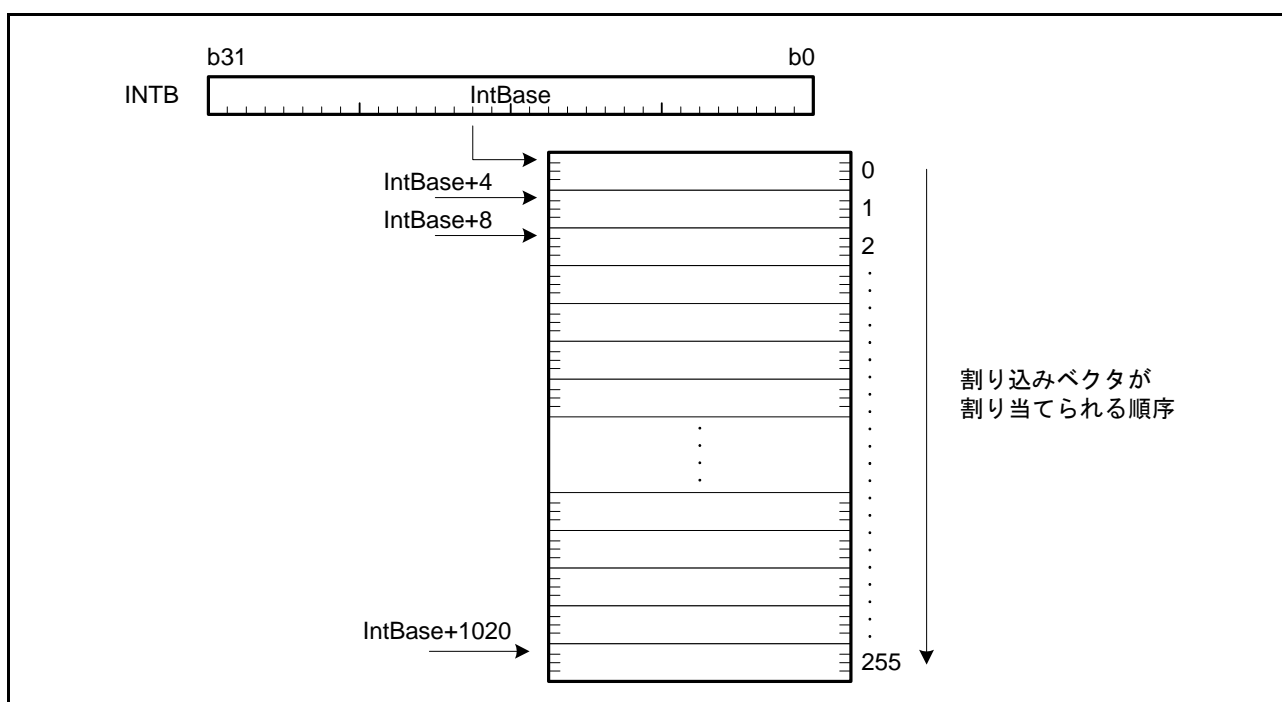 b31 b0
INTB IntBase
0
IntBase+4
1
IntBase+8
2
割り込みベクタが
割り当てられる順序
IntBase+1020
255